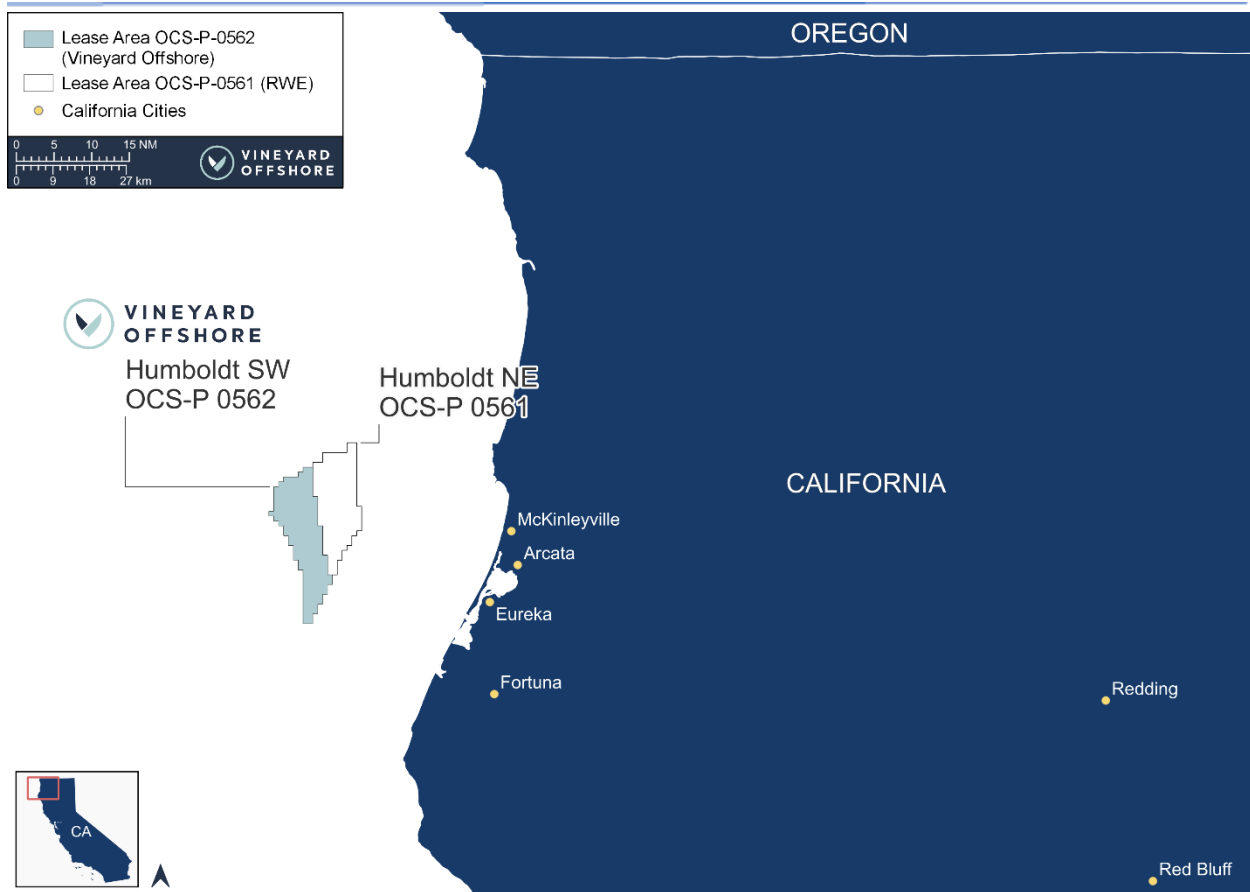 Lease Area OCS-P-0562
(Vineyard Offshore)
Lease Area OCS-P-0561 (RWE)
California Cities
0 5 10 15 NM
0 9 18 27 km
VINEYARD
OFFSHORE
OREGON
VINEYARD
OFFSHORE
Humboldt SW
OCS-P 0562
Humboldt NE
OCS-P 0561
CALIFORNIA
McKinleyville
Arcata
Eureka
Fortuna
Redding
CA
Red Bluff